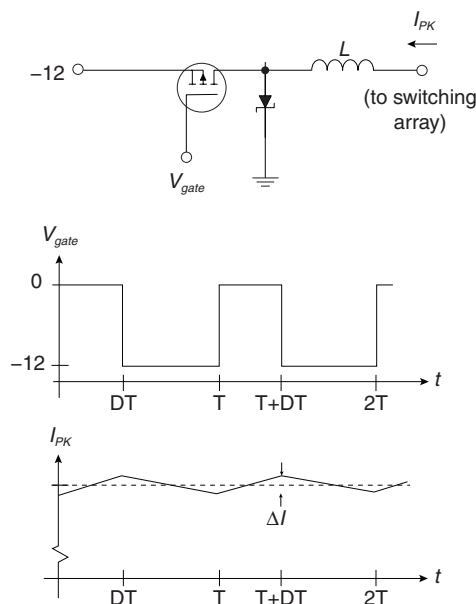 I_PK
L
−12
(to switching
array)
V_gate
V_gate
0
−12
DT T T+DT 2T t
I_PK
ΔI
DT T T+DT 2T t